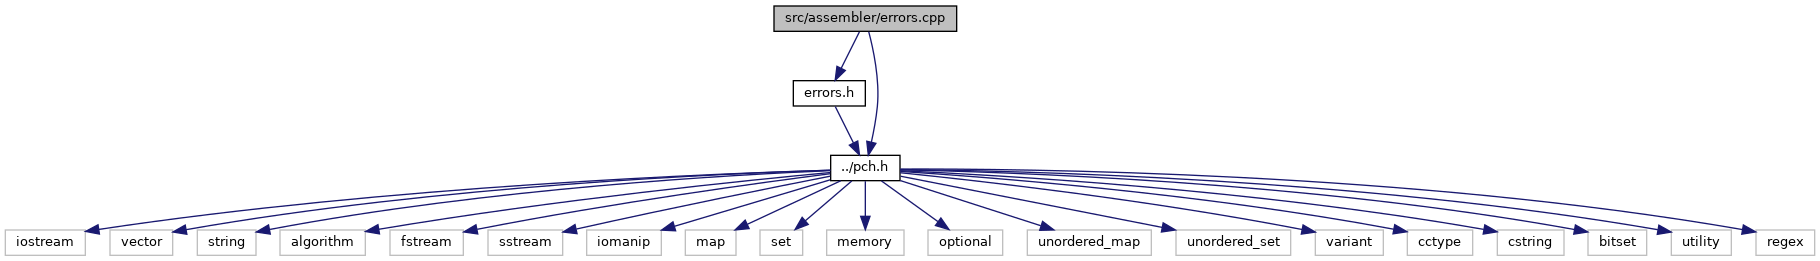 src/assembler/errors.cpp
errors.h
../pch.h
iostream
vector
string
algorithm
fstream
sstream
iomanip
map
set
memory
optional
unordered_map
unordered_set
variant
cctype
cstring
bitset
utility
regex